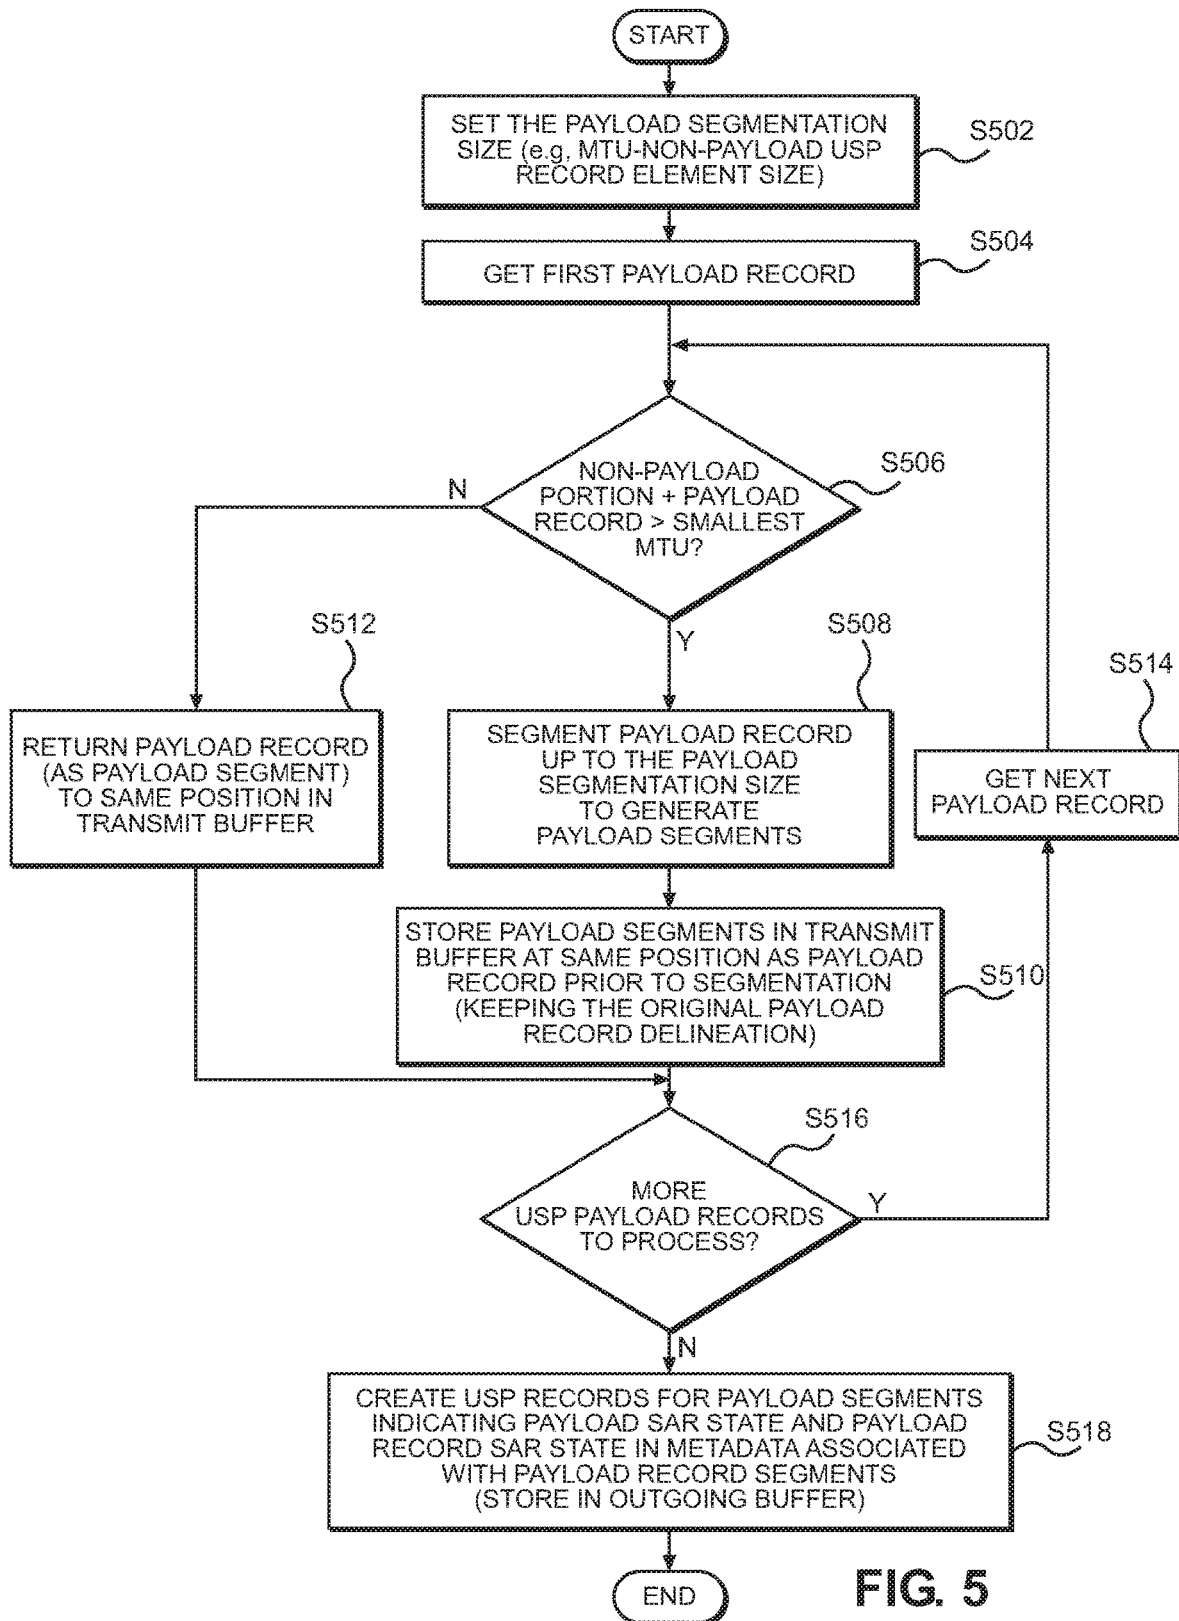 START
SET THE PAYLOAD SEGMENTATION
SIZE (e.g, MTU-NON-PAYLOAD USP
RECORD ELEMENT SIZE)
S502
GET FIRST PAYLOAD RECORD
S504
NON-PAYLOAD
PORTION + PAYLOAD
RECORD > SMALLEST
MTU?
S506
N
Y
S512
RETURN PAYLOAD RECORD
(AS PAYLOAD SEGMENT)
TO SAME POSITION IN
TRANSMIT BUFFER
S508
SEGMENT PAYLOAD RECORD
UP TO THE PAYLOAD
SEGMENTATION SIZE
TO GENERATE
PAYLOAD SEGMENTS
S514
GET NEXT
PAYLOAD RECORD
STORE PAYLOAD SEGMENTS IN TRANSMIT
BUFFER AT SAME POSITION AS PAYLOAD
RECORD PRIOR TO SEGMENTATION
(KEEPING THE ORIGINAL PAYLOAD
RECORD DELINEATION)
S510
MORE
USP PAYLOAD RECORDS
TO PROCESS?
S516
Y
N
CREATE USP RECORDS FOR PAYLOAD SEGMENTS
INDICATING PAYLOAD SAR STATE AND PAYLOAD
RECORD SAR STATE IN METADATA ASSOCIATED
WITH PAYLOAD RECORD SEGMENTS
(STORE IN OUTGOING BUFFER)
S518
END
FIG. 5